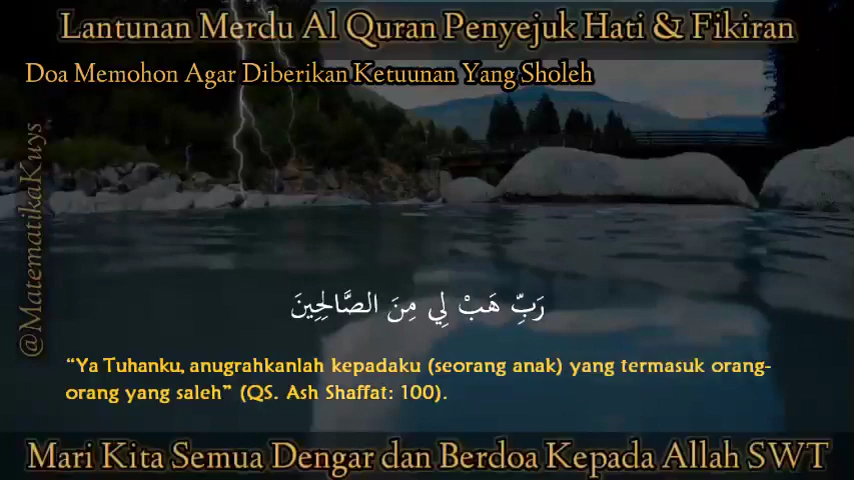 Lantunan Merdu Al Quran Penyejuk Hati & Fikiran
Doa Memohon Agar Diberikan Ketuunan Yang Sholeh
@MatematikaKuys
رَبِّ هَبْ لِي مِنَ الصَّالِحِينَ
“Ya Tuhanku, anugrahkanlah kepadaku (seorang anak) yang termasuk orang-
orang yang saleh” (QS. Ash Shaffat: 100).
Mari Kita Semua Dengar dan Berdoa Kepada Allah SWT